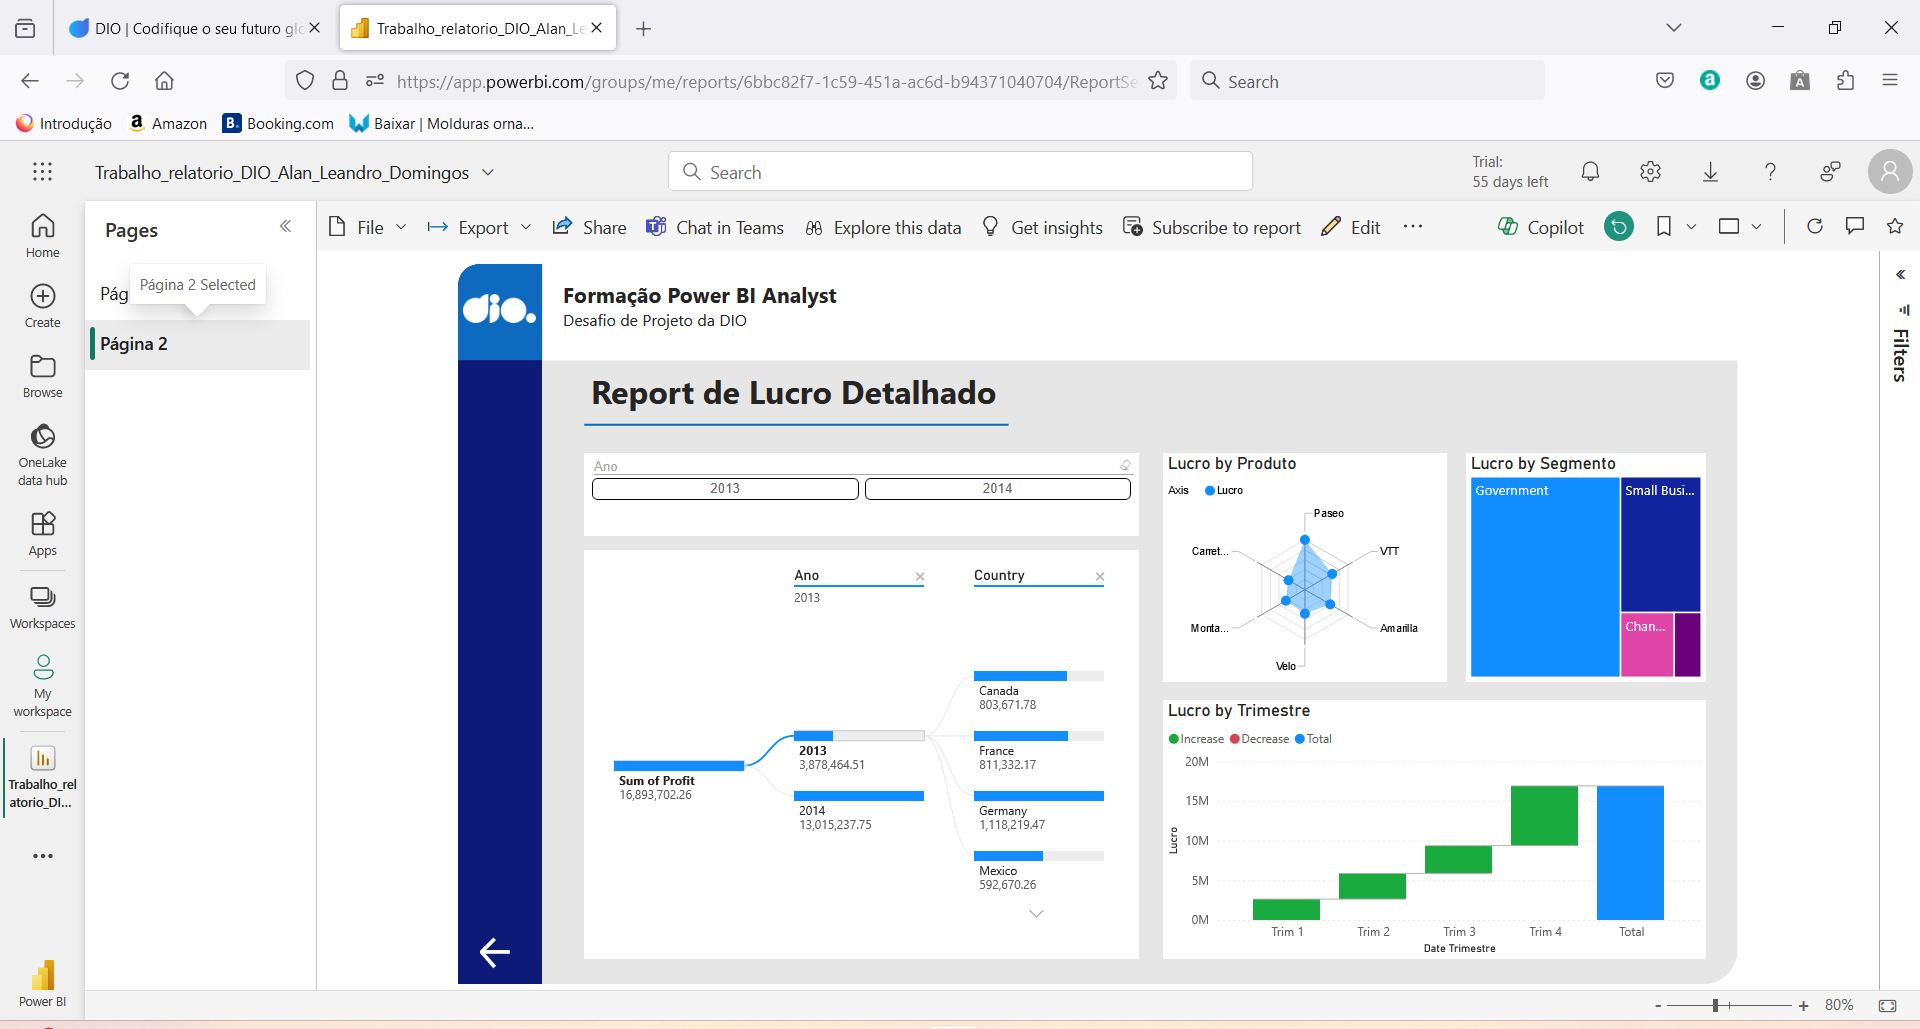 DIO | Codifique o seu futuro glo
Trabalho_relatorio_DIO_Alan_Le
https://app.powerbi.com/groups/me/reports/6bbc82f7-1c59-451a-ac6d-b94371040704/ReportSe
Search
Introdução
Amazon
B.
Booking.com
Baixar | Molduras orna...
Trabalho_relatorio_DIO_Alan_Leandro_Domingos
Search
Trial:
55 days left
Home
Create
Browse
OneLake
data hub
Apps
Workspaces
My
workspace
Trabalho_rel
atorio_DI...
Power BI
Pages
Pág
Página 2 Selected
Página 2
File
Export
Share
Chat in Teams
Explore this data
Get insights
Subscribe to report
Edit
Copilot
Filters
dio.
Formação Power BI Analyst
Desafio de Projeto da DIO
Report de Lucro Detalhado
Ano
2013
2014
Ano
2013
Country
Sum of Profit
16,893,702.26
2013
3,878,464.51
2014
13,015,237.75
Canada
803,671.78
France
811,332.17
Germany
1,118,219.47
Mexico
592,670.26
Lucro by Produto
Axis
Lucro
Paseo
VTT
Amarilla
Velo
Monta...
Carret...
Lucro by Segmento
Government
Small Busi...
Chan...
Lucro by Trimestre
Increase
Decrease
Total
20M
15M
10M
5M
0M
Lucro
Trim 1
Trim 2
Trim 3
Trim 4
Total
Date Trimestre
- + 80%